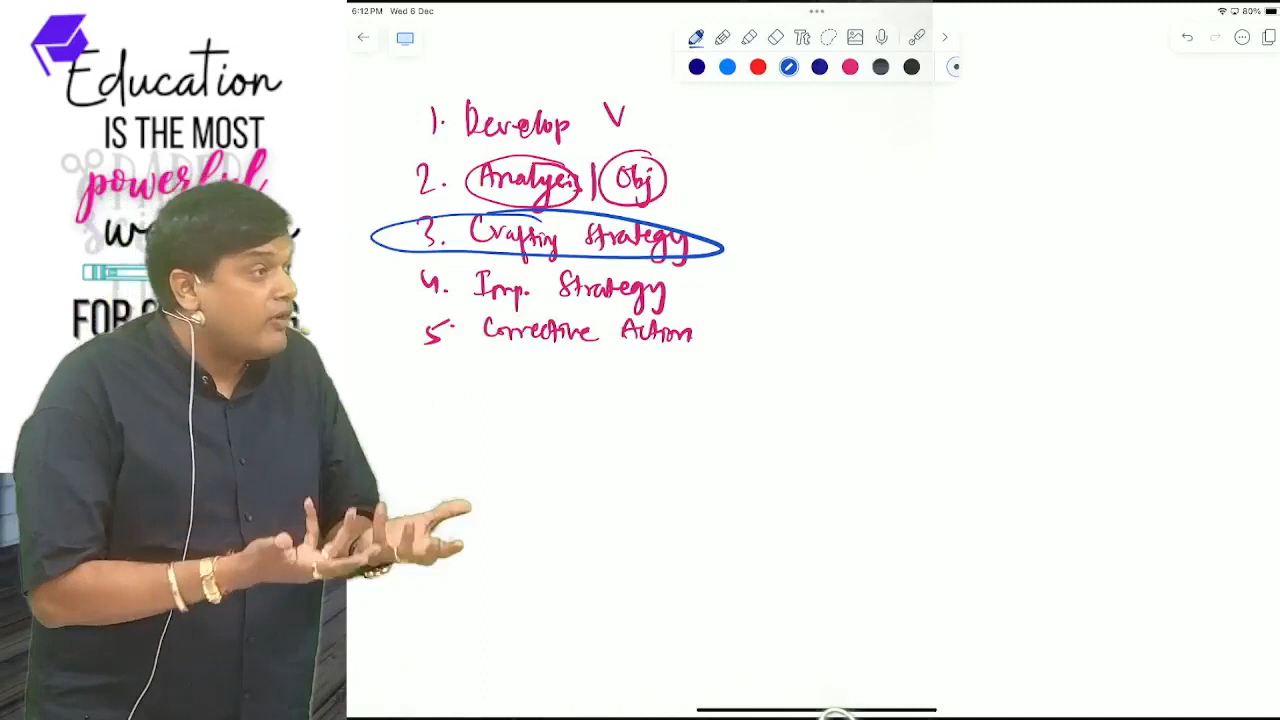 6:12 PM Wed 6 Dec
80%
Education
IS THE MOST
powerful
FOR
1. Develop V
2. Analysis | Obj
3. Crafting Strategy
4. Imp. Strategy
5. Corrective Action